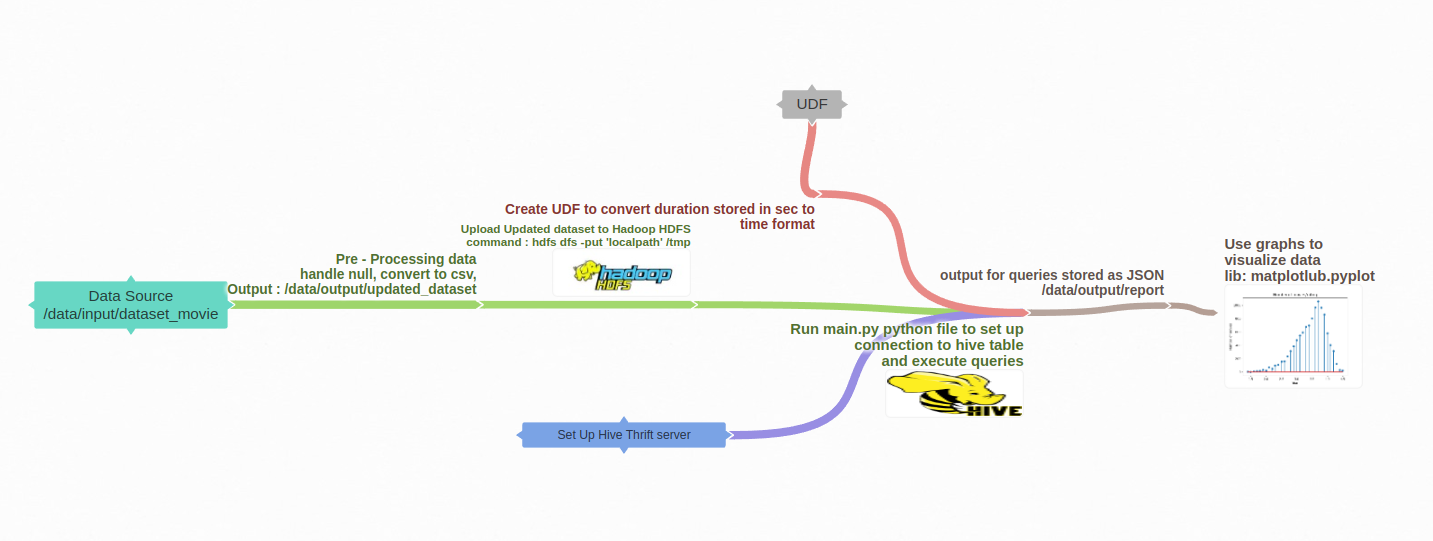 UDF
Create UDF to convert duration stored in sec to
time format
Upload Updated dataset to Hadoop HDFS
command : hdfs dfs -put 'localpath' /tmp
hadoop
HDFS
Pre - Processing data
handle null, convert to csv,
Output : /data/output/updated_dataset
Data Source
/data/input/dataset_movie
output for queries stored as JSON
/data/output/report
Use graphs to
visualize data
lib: matplotlub.pyplot
Run main.py python file to set up
connection to hive table
and execute queries
HIVE
Set Up Hive Thrift server